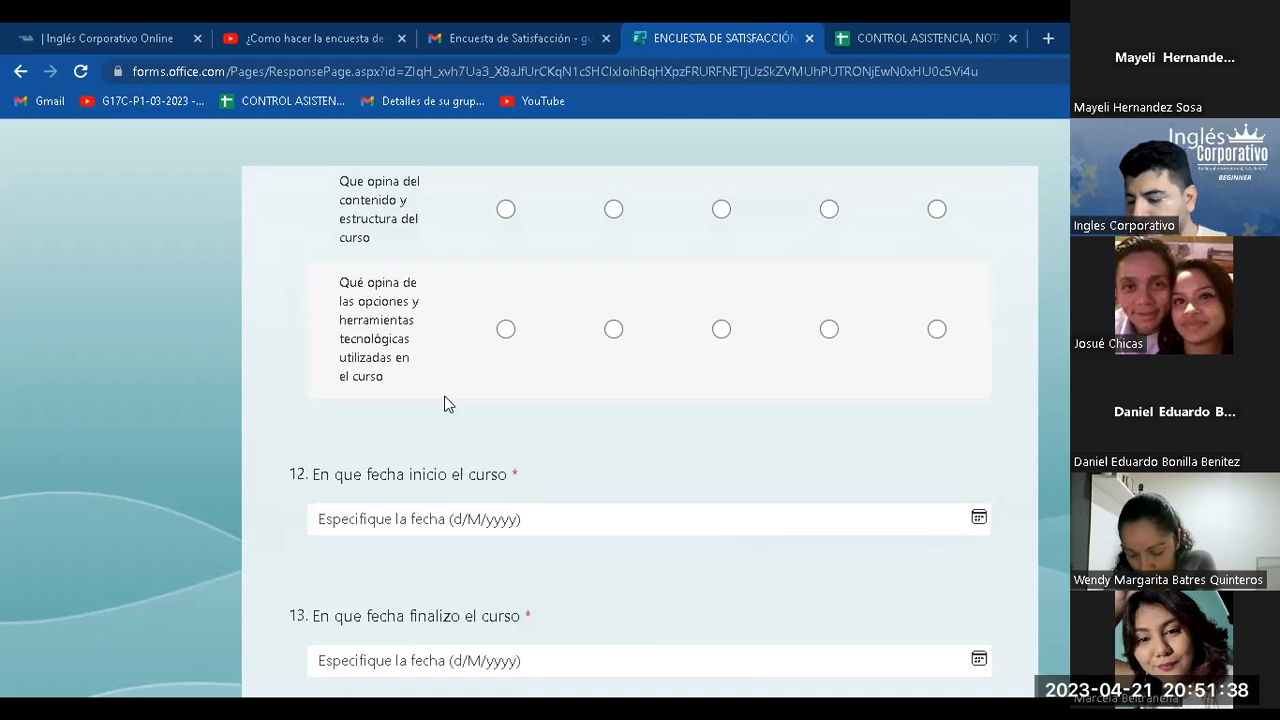 | Inglés Corporativo Online
¿Como hacer la encuesta de
Encuesta de Satisfacción - gu
ENCUESTA DE SATISFACCIÓN
CONTROL ASISTENCIA, NOTA
forms.office.com/Pages/ResponsePage.aspx?id=ZIqH_xvh7Ua3_X8aJfUrCKqN1cSHClxIoihBqHXpzFRURFNETjUzSkZVMUhPUTRONjEwN0xHU0c5Vi4u
Gmail
G17C-P1-03-2023 -...
CONTROL ASISTEN...
Detalles de su grup...
YouTube
Que opina del
contenido y
estructura del
curso
Qué opina de
las opciones y
herramientas
tecnológicas
utilizadas en
el curso
12. En que fecha inicio el curso *
Especifique la fecha (d/M/yyyy)
13. En que fecha finalizo el curso *
Especifique la fecha (d/M/yyyy)
Mayeli Hernande...
Mayeli Hernandez Sosa
Inglés
Corporativo
BEGINNER
Ingles Corporativo
Josué Chicas
Daniel Eduardo B...
Daniel Eduardo Bonilla Benitez
Wendy Margarita Batres Quinteros
2023-04-21 20:51:38